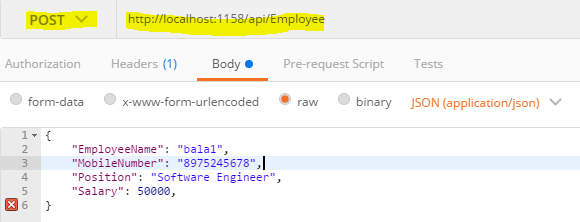 POST http://localhost:1158/api/Employee
Authorization Headers (1) Body Pre-request Script Tests
form-data x-www-form-urlencoded raw binary JSON (application/json)
1 {
2 "EmployeeName": "bala1",
3 "MobileNumber": "8975245678",
4 "Position": "Software Engineer",
5 "Salary": 50000,
6 }